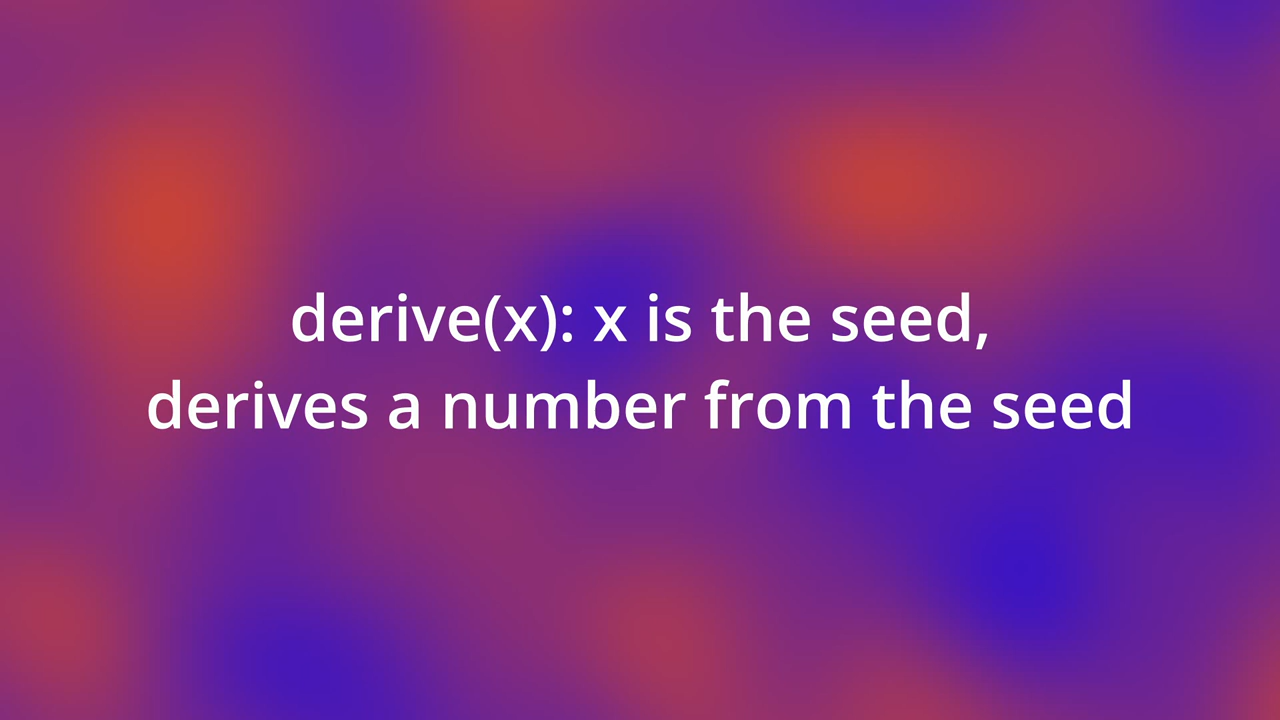 derive(x): x is the seed,
derives a number from the seed